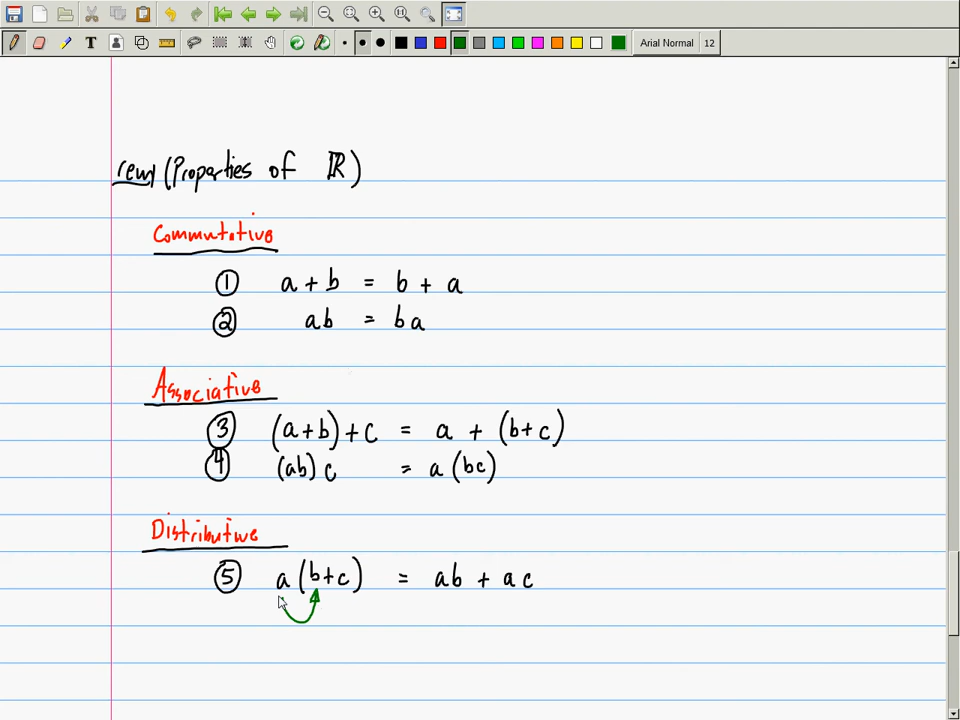 T
Arial Normal 12
rem (Properties of ℝ)
Commutative
① a + b = b + a
② ab = ba
Associative
③ (a+b)+c = a + (b+c)
④ (ab)c = a(bc)
Distributive
⑤ a(b+c) = ab + ac